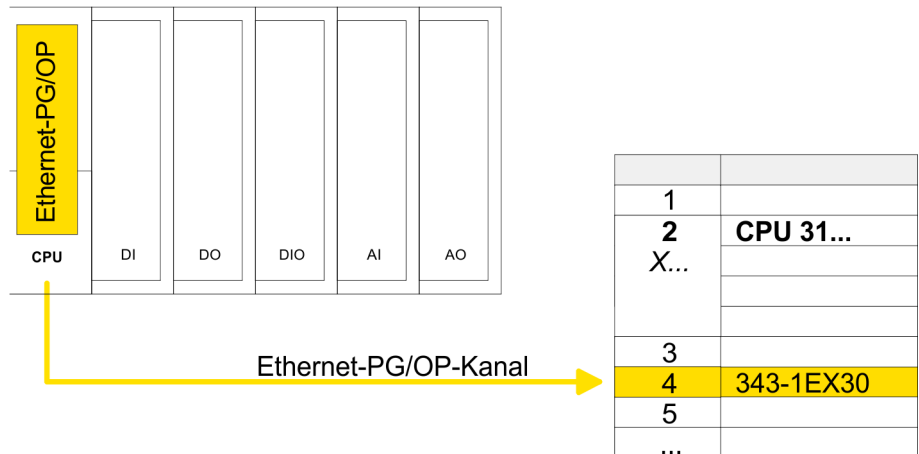 Ethernet-PG/OP
CPU
DI
DO
DIO
AI
AO
Ethernet-PG/OP-Kanal
1
2 CPU 31...
X...
3
4 343-1EX30
5
...